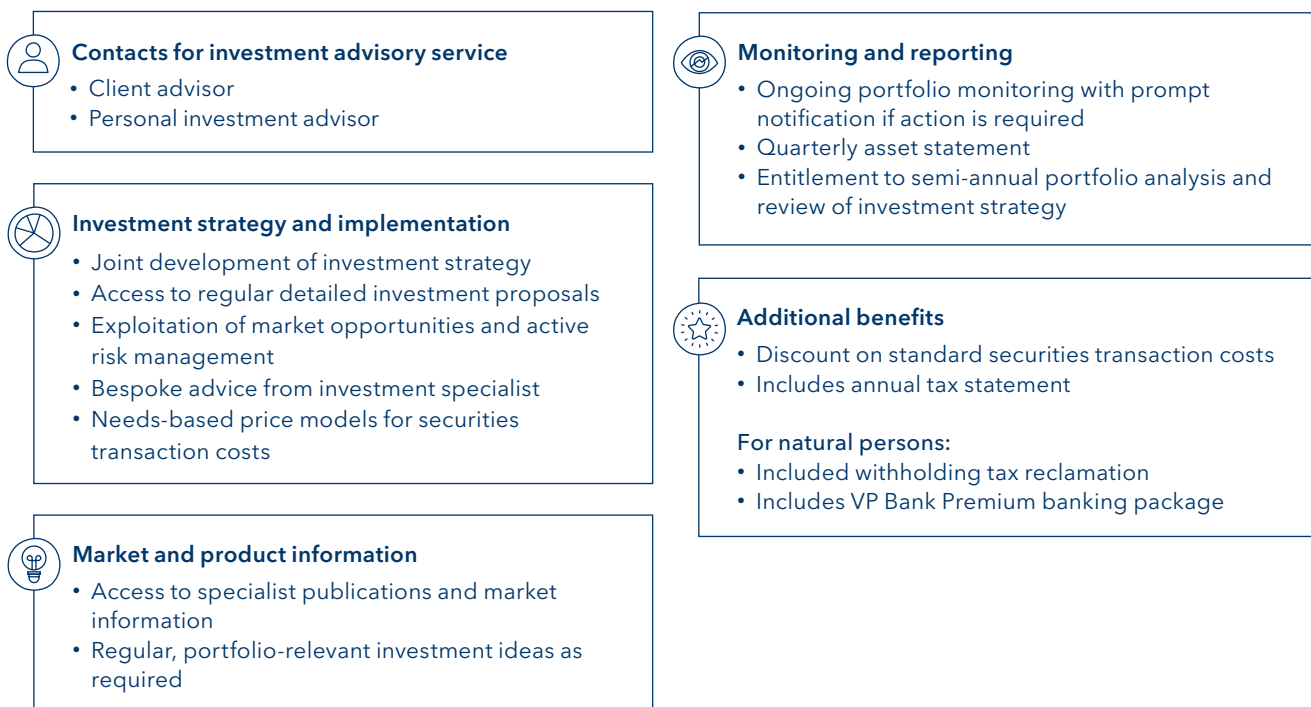 Contacts for investment advisory service
• Client advisor
• Personal investment advisor
Investment strategy and implementation
• Joint development of investment strategy
• Access to regular detailed investment proposals
• Exploitation of market opportunities and active
risk management
• Bespoke advice from investment specialist
• Needs-based price models for securities
transaction costs
Market and product information
• Access to specialist publications and market
information
• Regular, portfolio-relevant investment ideas as
required
Monitoring and reporting
• Ongoing portfolio monitoring with prompt
notification if action is required
• Quarterly asset statement
• Entitlement to semi-annual portfolio analysis and
review of investment strategy
Additional benefits
• Discount on standard securities transaction costs
• Includes annual tax statement
For natural persons:
• Included withholding tax reclamation
• Includes VP Bank Premium banking package